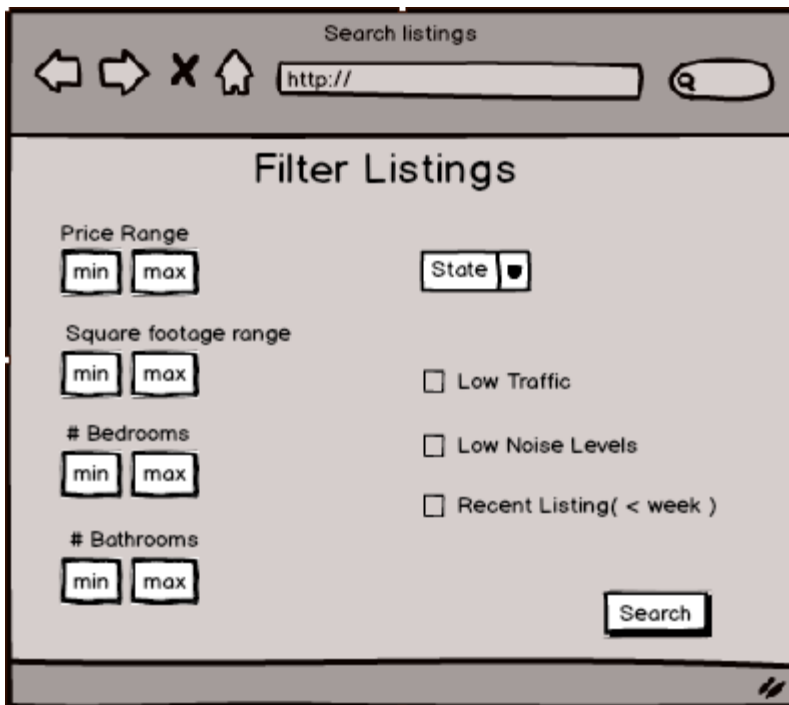 Search listings
http://
Filter Listings
Price Range
min max
State
Square footage range
min max
Low Traffic
# Bedrooms
min max
Low Noise Levels
Recent Listing( < week )
# Bathrooms
min max
Search